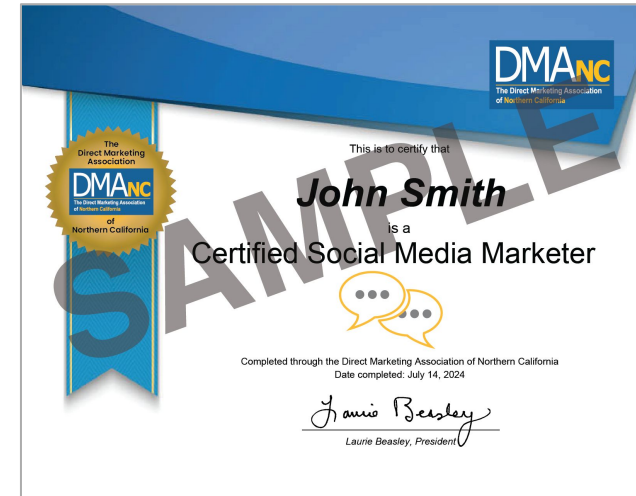 DMANC
The Direct Marketing Association
of Northern California
The
Direct Marketing
Association
DMANC
The Direct Marketing Association
of Northern California
of
Northern California
This is to certify that
John Smith
is a
Certified Social Media Marketer
SAMPLE
Completed through the Direct Marketing Association of Northern California
Date completed: July 14, 2024
Laurie Beasley
Laurie Beasley, President